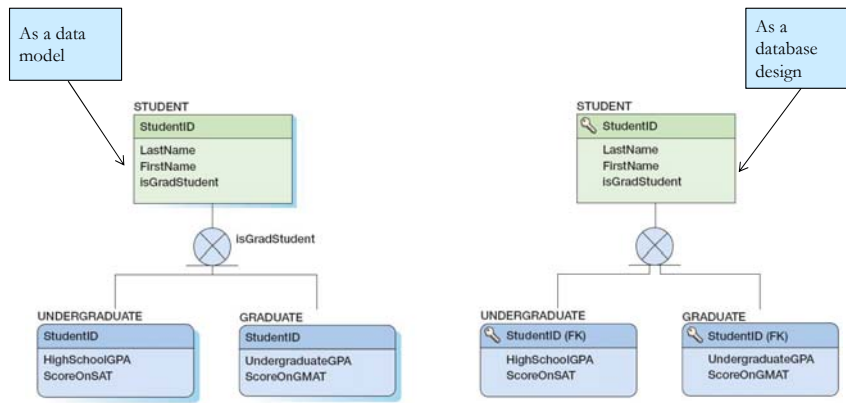 As a data
model
STUDENT
StudentID
LastName
FirstName
isGradStudent
isGradStudent
UNDERGRADUATE
StudentID
HighSchoolGPA
ScoreOnSAT
GRADUATE
StudentID
UndergraduateGPA
ScoreOnGMAT
As a
database
design
STUDENT
StudentID
LastName
FirstName
isGradStudent
UNDERGRADUATE
StudentID (FK)
HighSchoolGPA
ScoreOnSAT
GRADUATE
StudentID (FK)
UndergraduateGPA
ScoreOnGMAT